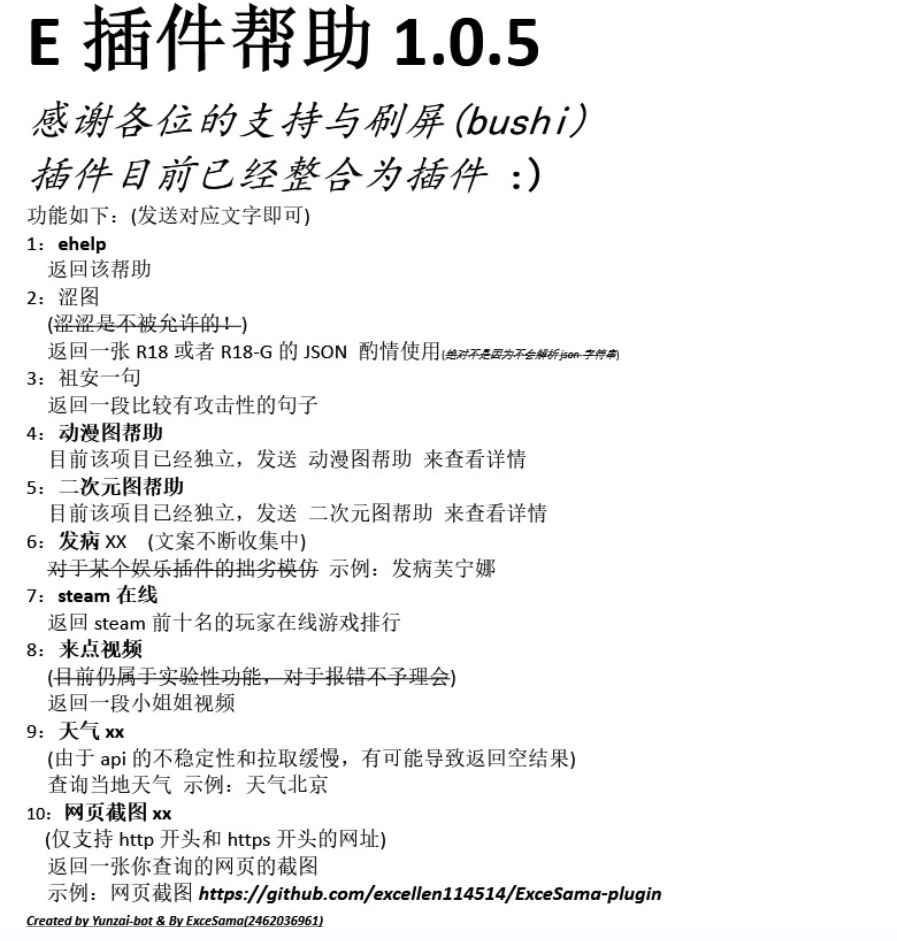 E 插件帮助 1.0.5
感谢各位的支持与刷屏(bushi)
插件目前已经整合为插件 :)
功能如下：(发送对应文字即可)
1：ehelp
返回该帮助
2：涩图
(涩涩是不被允许的！)
返回一张 R18 或者 R18-G 的 JSON 酌情使用(绝对不是因为不会解析 json 字符串)
3：祖安一句
返回一段比较有攻击性的句子
4：动漫图帮助
目前该项目已经独立，发送 动漫图帮助 来查看详情
5：二次元图帮助
目前该项目已经独立，发送 二次元图帮助 来查看详情
6：发病 XX （文案不断收集中)
对于某个娱乐插件的拙劣模仿 示例：发病芙宁娜
7：steam 在线
返回 steam 前十名的玩家在线游戏排行
8：来点视频
(目前仍属于实验性功能，对于报错不予理会)
返回一段小姐姐视频
9：天气 xx
(由于 api 的不稳定性和拉取缓慢，有可能导致返回空结果)
查询当地天气 示例：天气北京
10：网页截图 xx
(仅支持 http 开头和 https 开头的网址)
返回一张你查询的网页的截图
示例：网页截图 https://github.com/excellen114514/ExceSama-plugin
Created by Yunzai-bot & By ExceSama(2462036961)